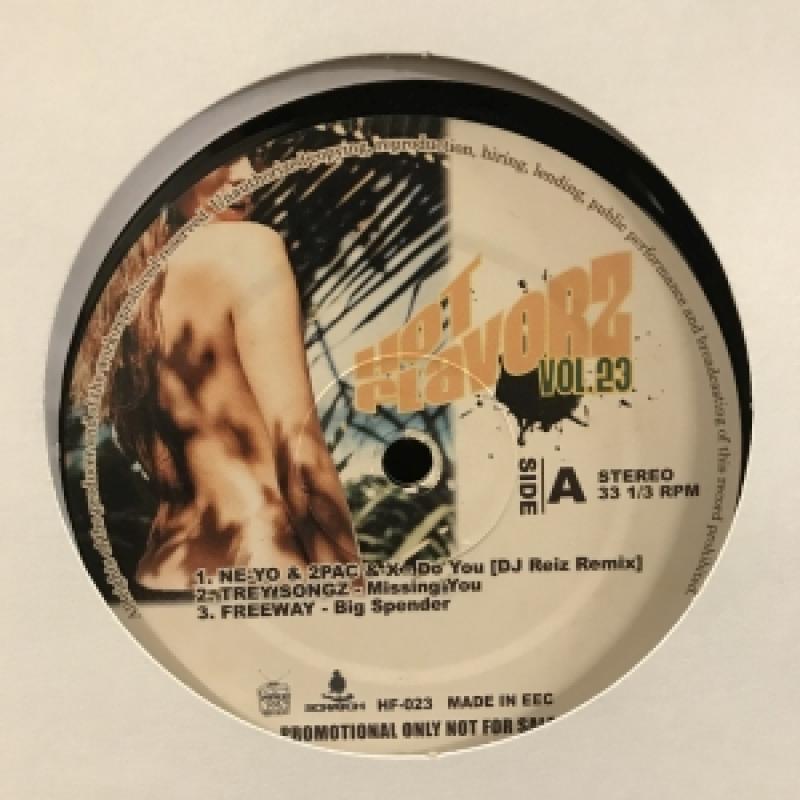 reproduction, hiring, lending, public performance and broadcasting of this record prohibited.
HOT
FLAVORZ
VOL.23
SIDE A
STEREO
33 1/3 RPM
1. NE-YO & 2PAC & X - Do You [DJ Reiz Remix]
2. TREY SONGZ - Missing You
3. FREEWAY - Big Spender
HF-023 MADE IN EEC
PROMOTIONAL ONLY NOT FOR SALE